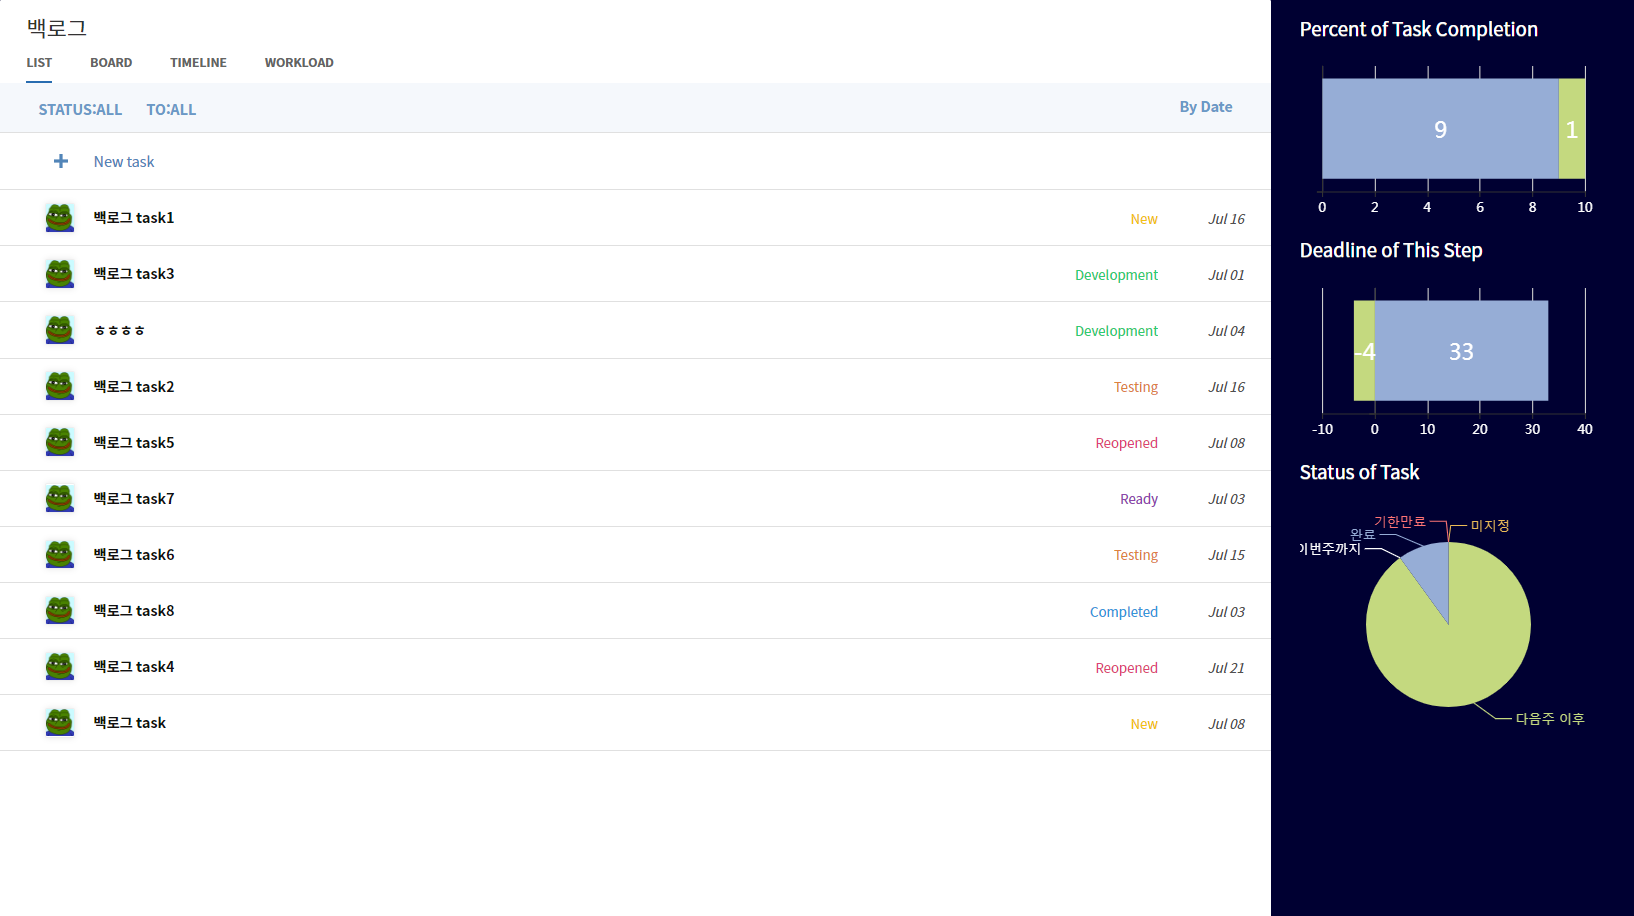 백로그
LIST BOARD TIMELINE WORKLOAD
STATUS:ALL TO:ALL By Date
New task
백로그 task1 New Jul 16
백로그 task3 Development Jul 01
ㅎㅎㅎㅎ Development Jul 04
백로그 task2 Testing Jul 16
백로그 task5 Reopened Jul 08
백로그 task7 Ready Jul 03
백로그 task6 Testing Jul 15
백로그 task8 Completed Jul 03
백로그 task4 Reopened Jul 21
백로그 task New Jul 08
Percent of Task Completion
9 1
0 2 4 6 8 10
Deadline of This Step
-4 33
-10 0 10 20 30 40
Status of Task
기한만료 미지정
완료
이번주까지
다음주 이후